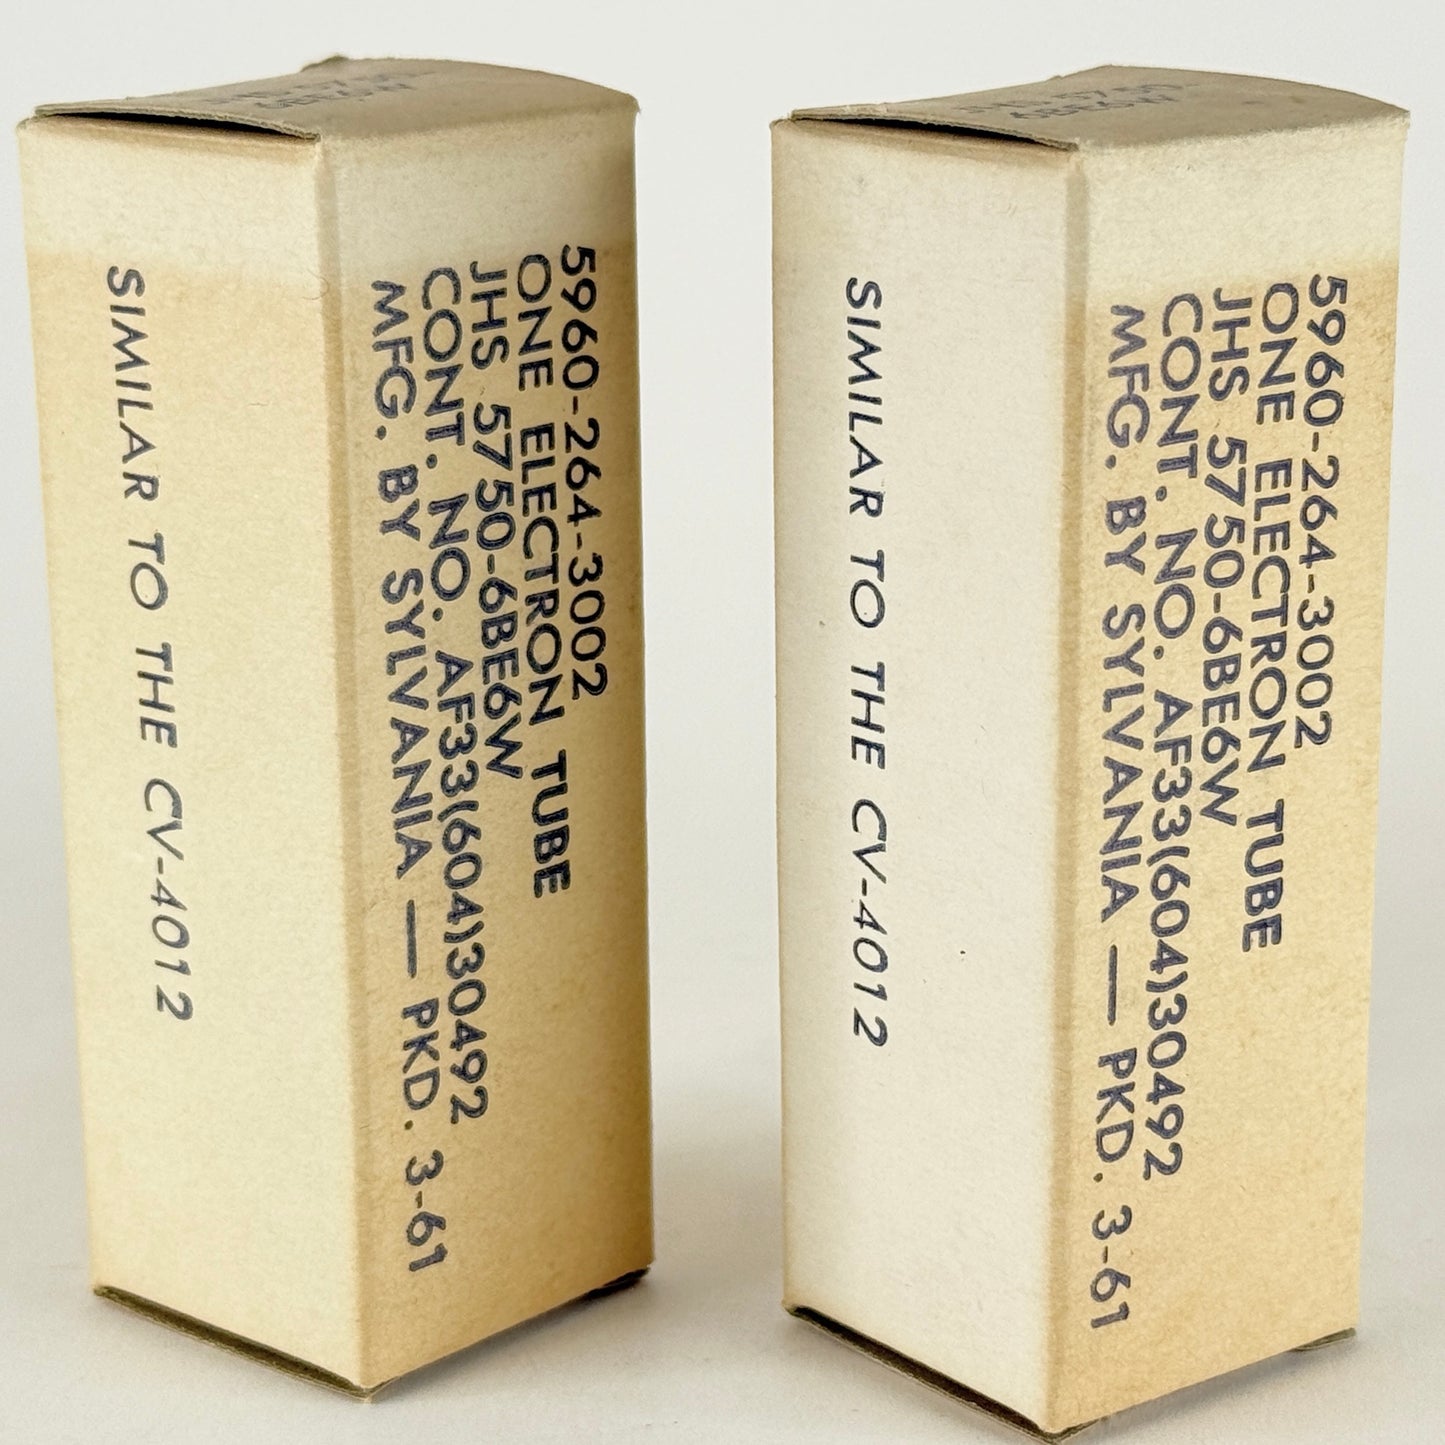 5960-264-3002
ONE ELECTRON TUBE
JHS 5750-6BE6W
CONT. NO. AF33(604)30492
MFG. BY SYLVANIA — PKD. 3-61
SIMILAR TO THE CV-4012
5960-264-3002
ONE ELECTRON TUBE
JHS 5750-6BE6W
CONT. NO. AF33(604)30492
MFG. BY SYLVANIA — PKD. 3-61
SIMILAR TO THE CV-4012